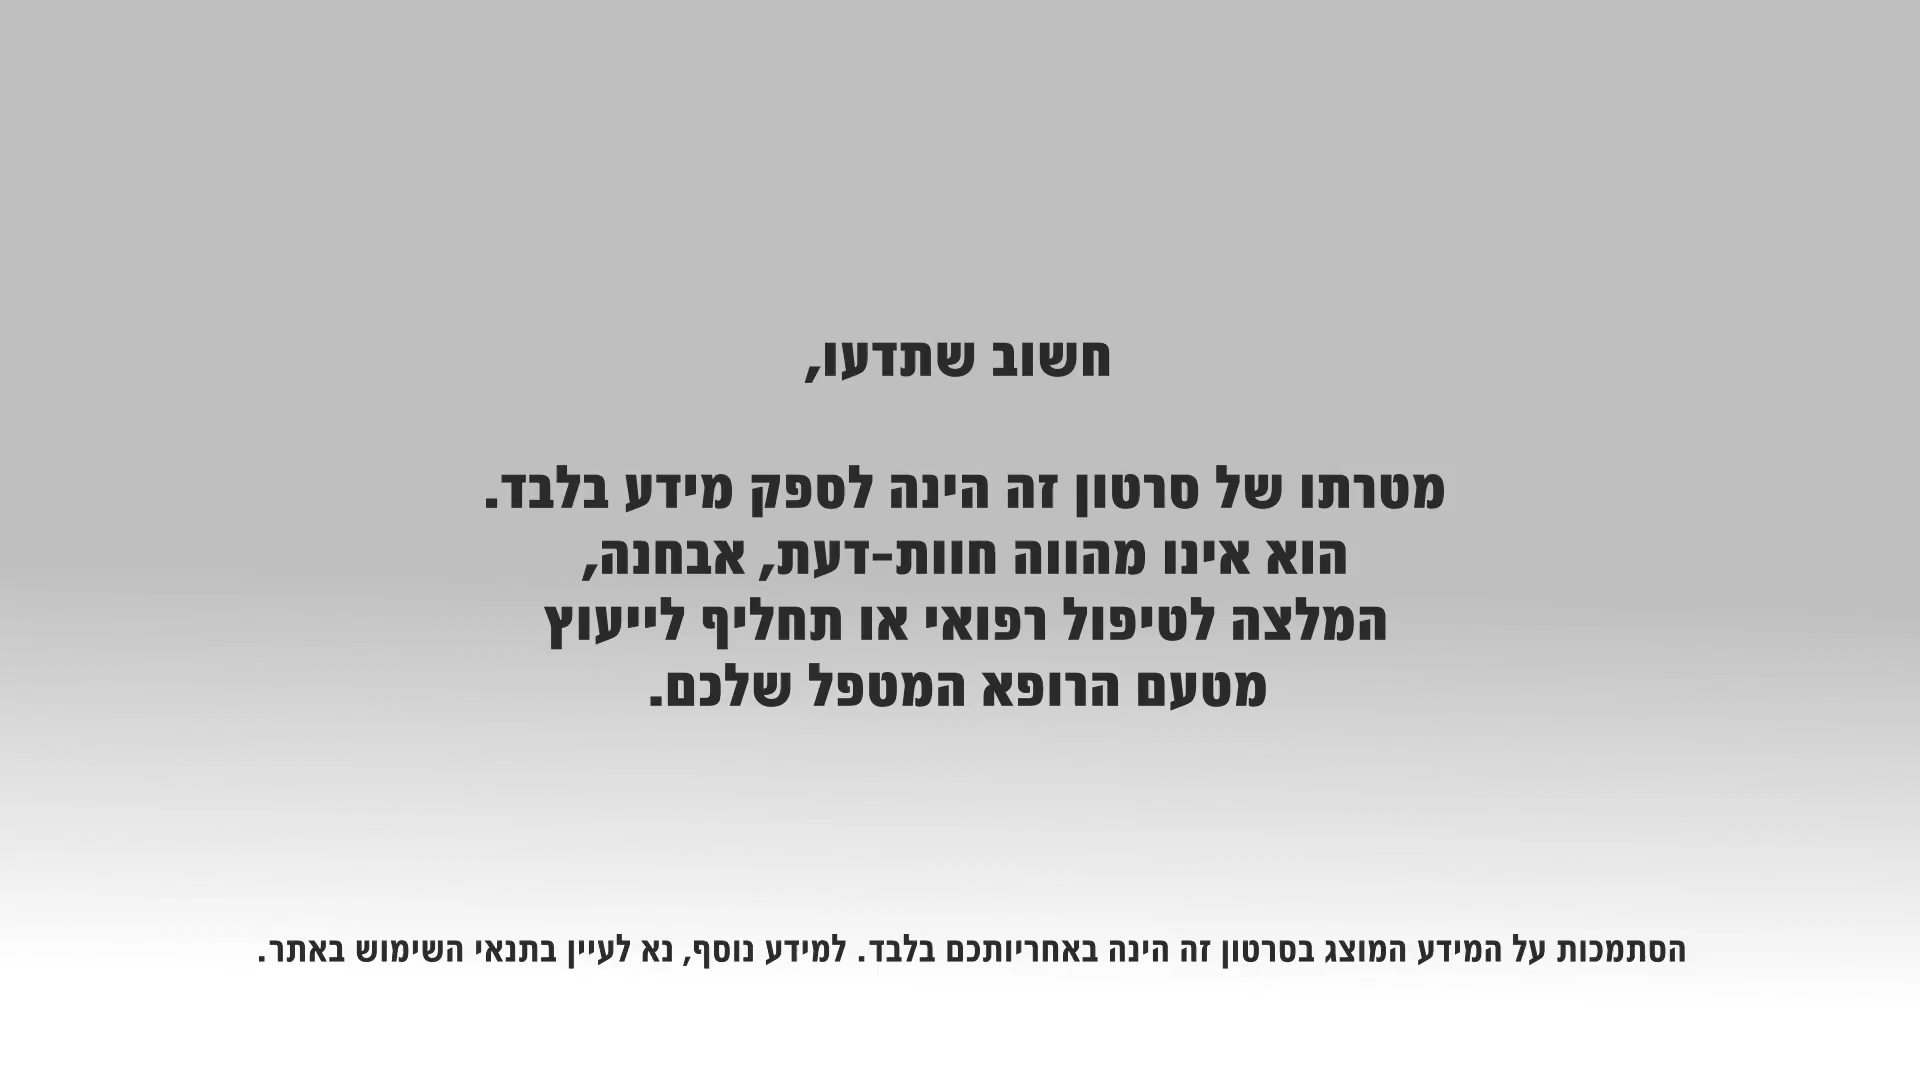 חשוב שתדעו,
מטרתו של סרטון זה הינה לספק מידע בלבד.
הוא אינו מהווה חוות-דעת, אבחנה,
המלצה לטיפול רפואי או תחליף לייעוץ
מטעם הרופא המטפל שלכם.
הסתמכות על המידע המוצג בסרטון זה הינה באחריותכם בלבד. למידע נוסף, נא לעיין בתנאי השימוש באתר.